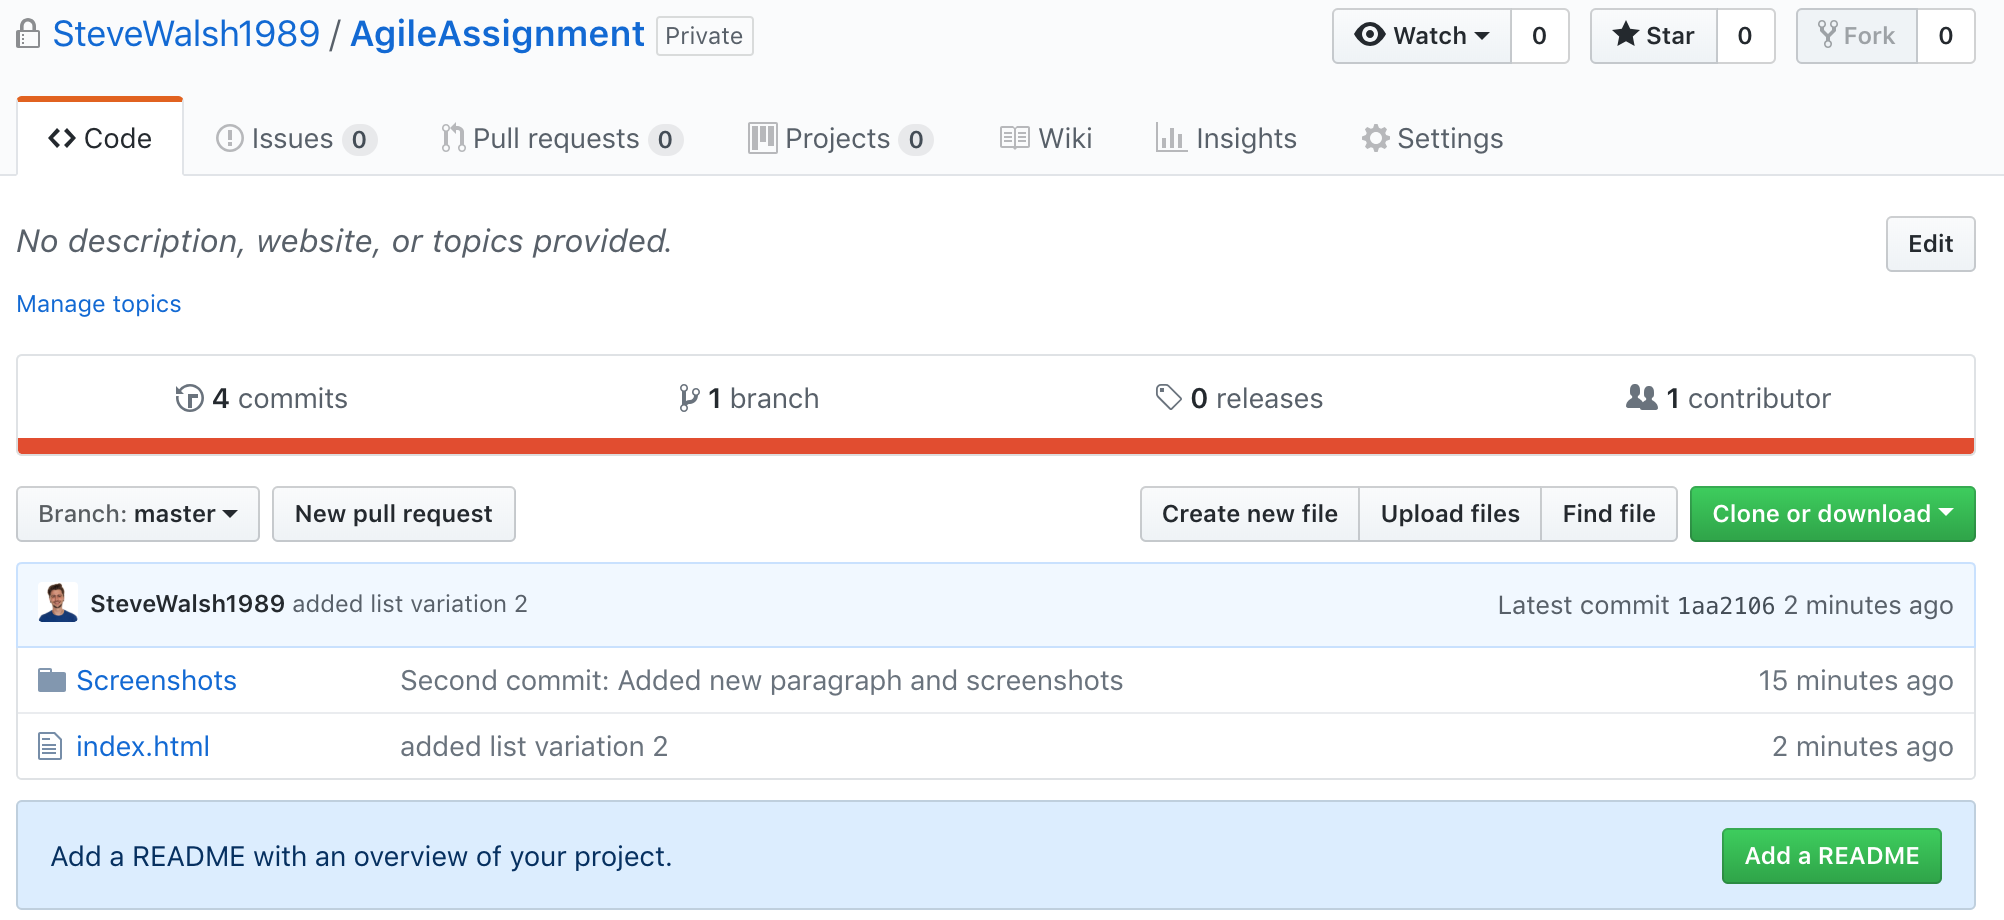 SteveWalsh1989 / AgileAssignment Private Watch 0 Star 0 Fork 0
Code Issues 0 Pull requests 0 Projects 0 Wiki Insights Settings
No description, website, or topics provided. Edit
Manage topics
4 commits 1 branch 0 releases 1 contributor
Branch: master New pull request Create new file Upload files Find file Clone or download
SteveWalsh1989 added list variation 2 Latest commit 1aa2106 2 minutes ago
Screenshots Second commit: Added new paragraph and screenshots 15 minutes ago
index.html added list variation 2 2 minutes ago
Add a README with an overview of your project. Add a README